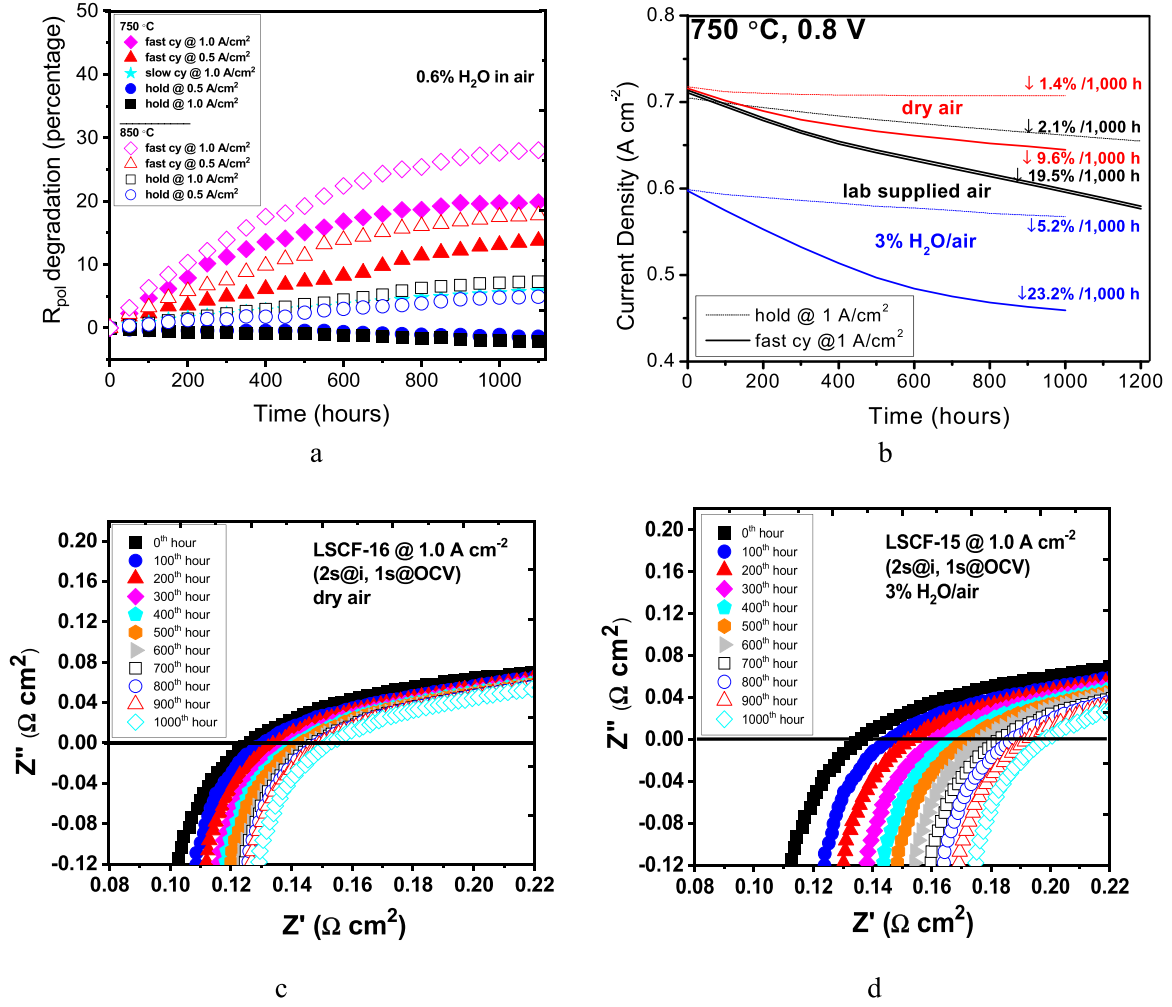 50
40
30
20
10
0
R_pol degradation (percentage)
750 °C
fast cy @ 1.0 A/cm²
fast cy @ 0.5 A/cm²
slow cy @ 1.0 A/cm²
hold @ 0.5 A/cm²
hold @ 1.0 A/cm²
850 °C
fast cy @ 1.0 A/cm²
fast cy @ 0.5 A/cm²
hold @ 1.0 A/cm²
hold @ 0.5 A/cm²
0.6% H₂O in air
0 200 400 600 800 1000
Time (hours)
a
0.8
0.7
0.6
0.5
0.4
Current Density (A cm⁻²)
750 °C, 0.8 V
↓ 1.4% /1,000 h
dry air
↓2.1% /1,000 h
↓ 9.6% /1,000 h
↓ 19.5% /1,000 h
lab supplied air
↓5.2% /1,000 h
3% H₂O/air
↓23.2% /1,000 h
hold @ 1 A/cm²
fast cy @1 A/cm²
0 200 400 600 800 1000 1200
Time (hours)
b
0.20
0.16
0.12
0.08
0.04
0.00
-0.04
-0.08
-0.12
Z'' (Ω cm²)
0th hour
100th hour
200th hour
300th hour
400th hour
500th hour
600th hour
700th hour
800th hour
900th hour
1000th hour
LSCF-16 @ 1.0 A cm⁻²
(2s@i, 1s@OCV)
dry air
0.08 0.10 0.12 0.14 0.16 0.18 0.20 0.22
Z' (Ω cm²)
c
0.20
0.16
0.12
0.08
0.04
0.00
-0.04
-0.08
-0.12
Z'' (Ω cm²)
0th hour
100th hour
200th hour
300th hour
400th hour
500th hour
600th hour
700th hour
800th hour
900th hour
1000th hour
LSCF-15 @ 1.0 A cm⁻²
(2s@i, 1s@OCV)
3% H₂O/air
0.08 0.10 0.12 0.14 0.16 0.18 0.20 0.22
Z' (Ω cm²)
d